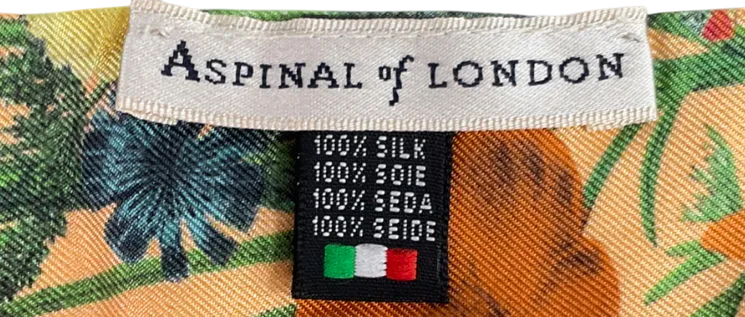 ASPINAL of LONDON
100% SILK
100% SOIE
100% SEDA
100% SEIDE